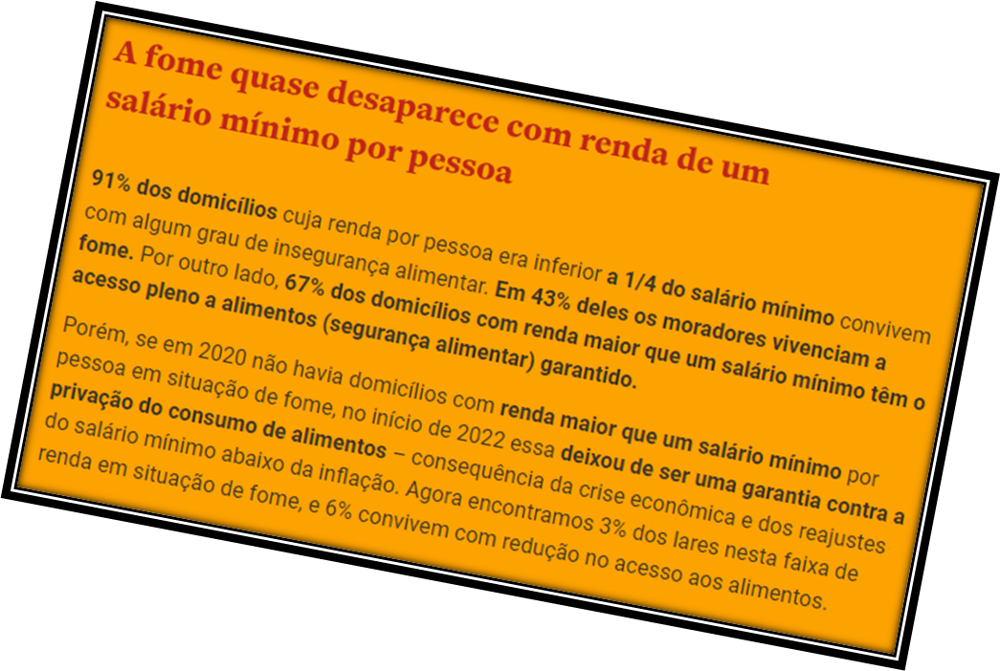 A fome quase desaparece com renda de um
salário mínimo por pessoa
91% dos domicílios cuja renda por pessoa era inferior a 1/4 do salário mínimo convivem
com algum grau de insegurança alimentar. Em 43% deles os moradores vivenciam a
fome. Por outro lado, 67% dos domicílios com renda maior que um salário mínimo têm o
acesso pleno a alimentos (segurança alimentar) garantido.
Porém, se em 2020 não havia domicílios com renda maior que um salário mínimo por
pessoa em situação de fome, no início de 2022 essa deixou de ser uma garantia contra a
privação do consumo de alimentos – consequência da crise econômica e dos reajustes
do salário mínimo abaixo da inflação. Agora encontramos 3% dos lares nesta faixa de
renda em situação de fome, e 6% convivem com redução no acesso aos alimentos.